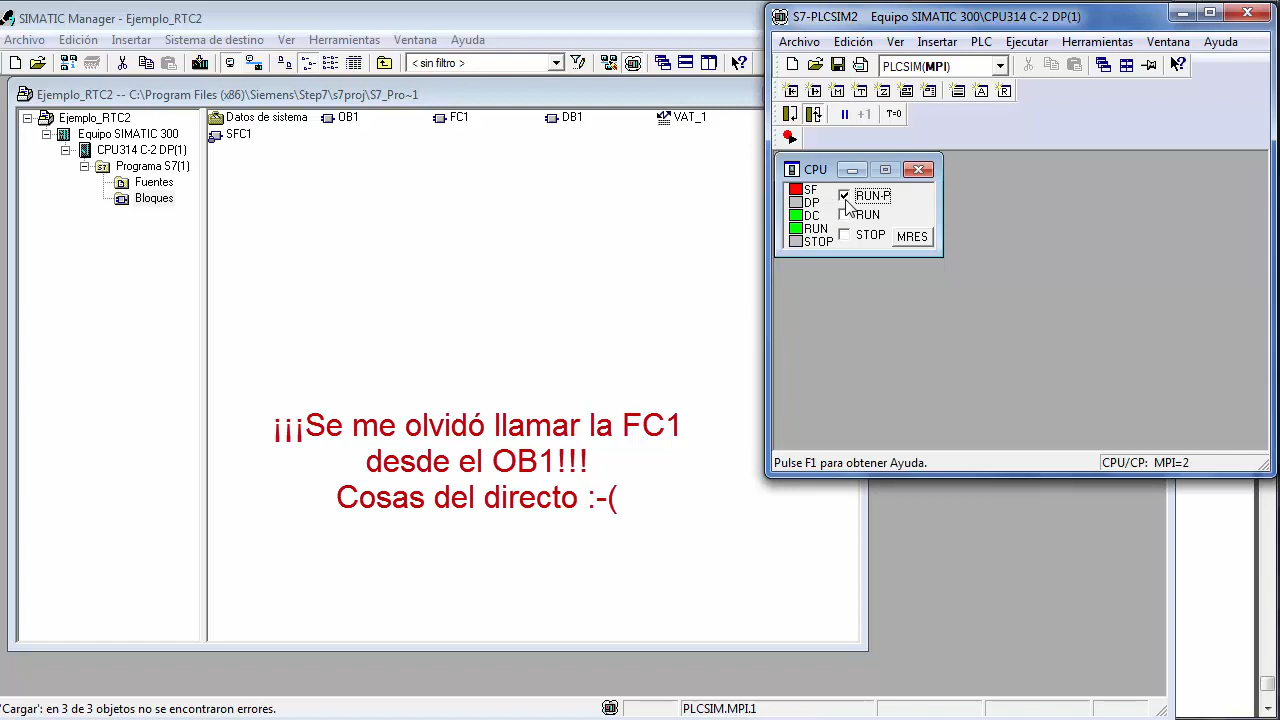 SIMATIC Manager - Ejemplo_RTC2
Archivo Edición Insertar Sistema de destino Ver Herramientas Ventana Ayuda
< sin filtro >
Ejemplo_RTC2 -- C:\Program Files (x86)\Siemens\Step7\s7proj\S7_Pro~1
Ejemplo_RTC2
Equipo SIMATIC 300
CPU314 C-2 DP(1)
Programa S7(1)
Fuentes
Bloques
Datos de sistema OB1 FC1 DB1 VAT_1
SFC1
¡¡¡Se me olvidó llamar la FC1
desde el OB1!!!
Cosas del directo :-(
S7-PLCSIM2 Equipo SIMATIC 300\CPU314 C-2 DP(1)
Archivo Edición Ver Insertar PLC Ejecutar Herramientas Ventana Ayuda
PLCSIM(MPI)
+1 T=0
CPU
SF
DP
DC
RUN
STOP
RUN-P
RUN
STOP MRES
Pulse F1 para obtener Ayuda. CPU/CP: MPI=2
'Cargar': en 3 de 3 objetos no se encontraron errores. PLCSIM.MPI.1